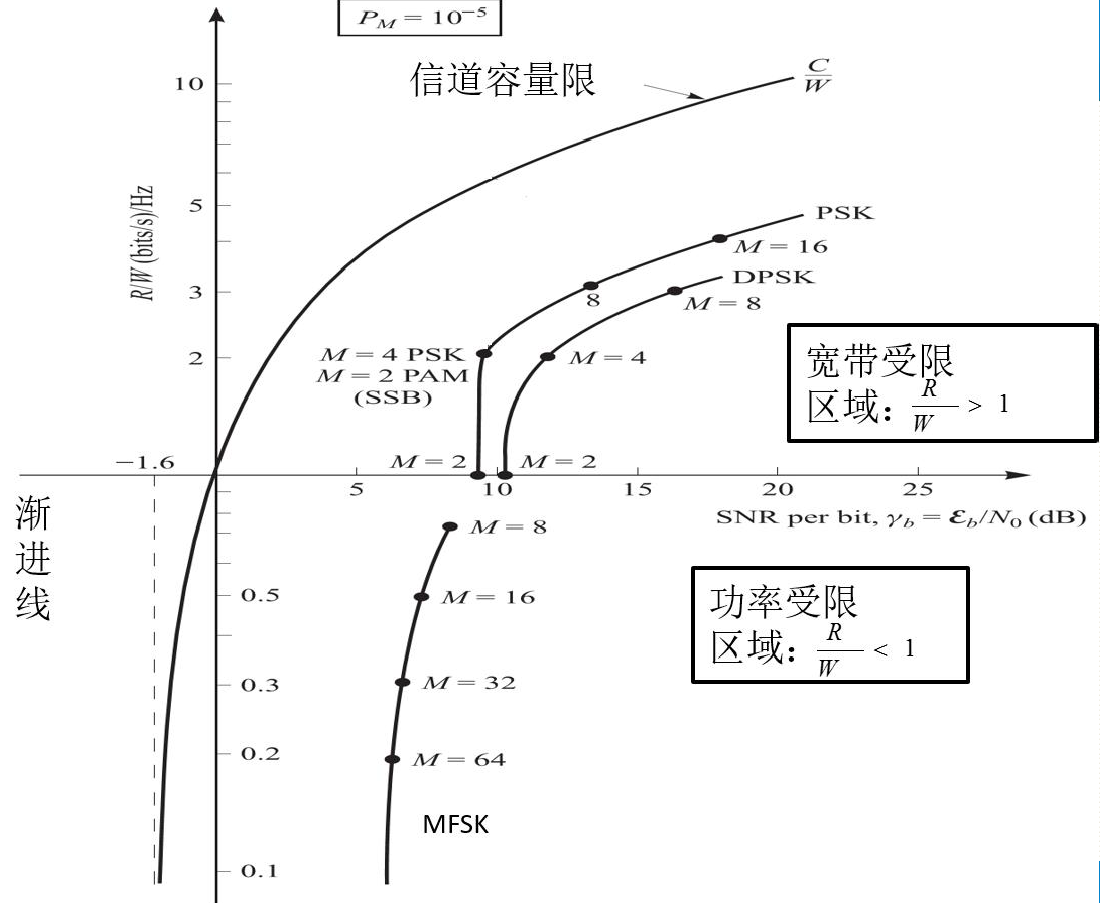 P_M = 10⁻⁵
信道容量限
C/W
10
5
3
2
R/W (bits/s)/Hz
PSK
M = 16
8
DPSK
M = 8
M = 4 PSK
M = 2 PAM
(SSB)
M = 4
宽带受限
区域： R/W > 1
−1.6
M = 2
M = 2
5
10
15
20
25
SNR per bit, γ_b = ℰ_b/N₀ (dB)
渐进线
M = 8
0.5
M = 16
功率受限
区域： R/W < 1
0.3
M = 32
0.2
M = 64
MFSK
0.1